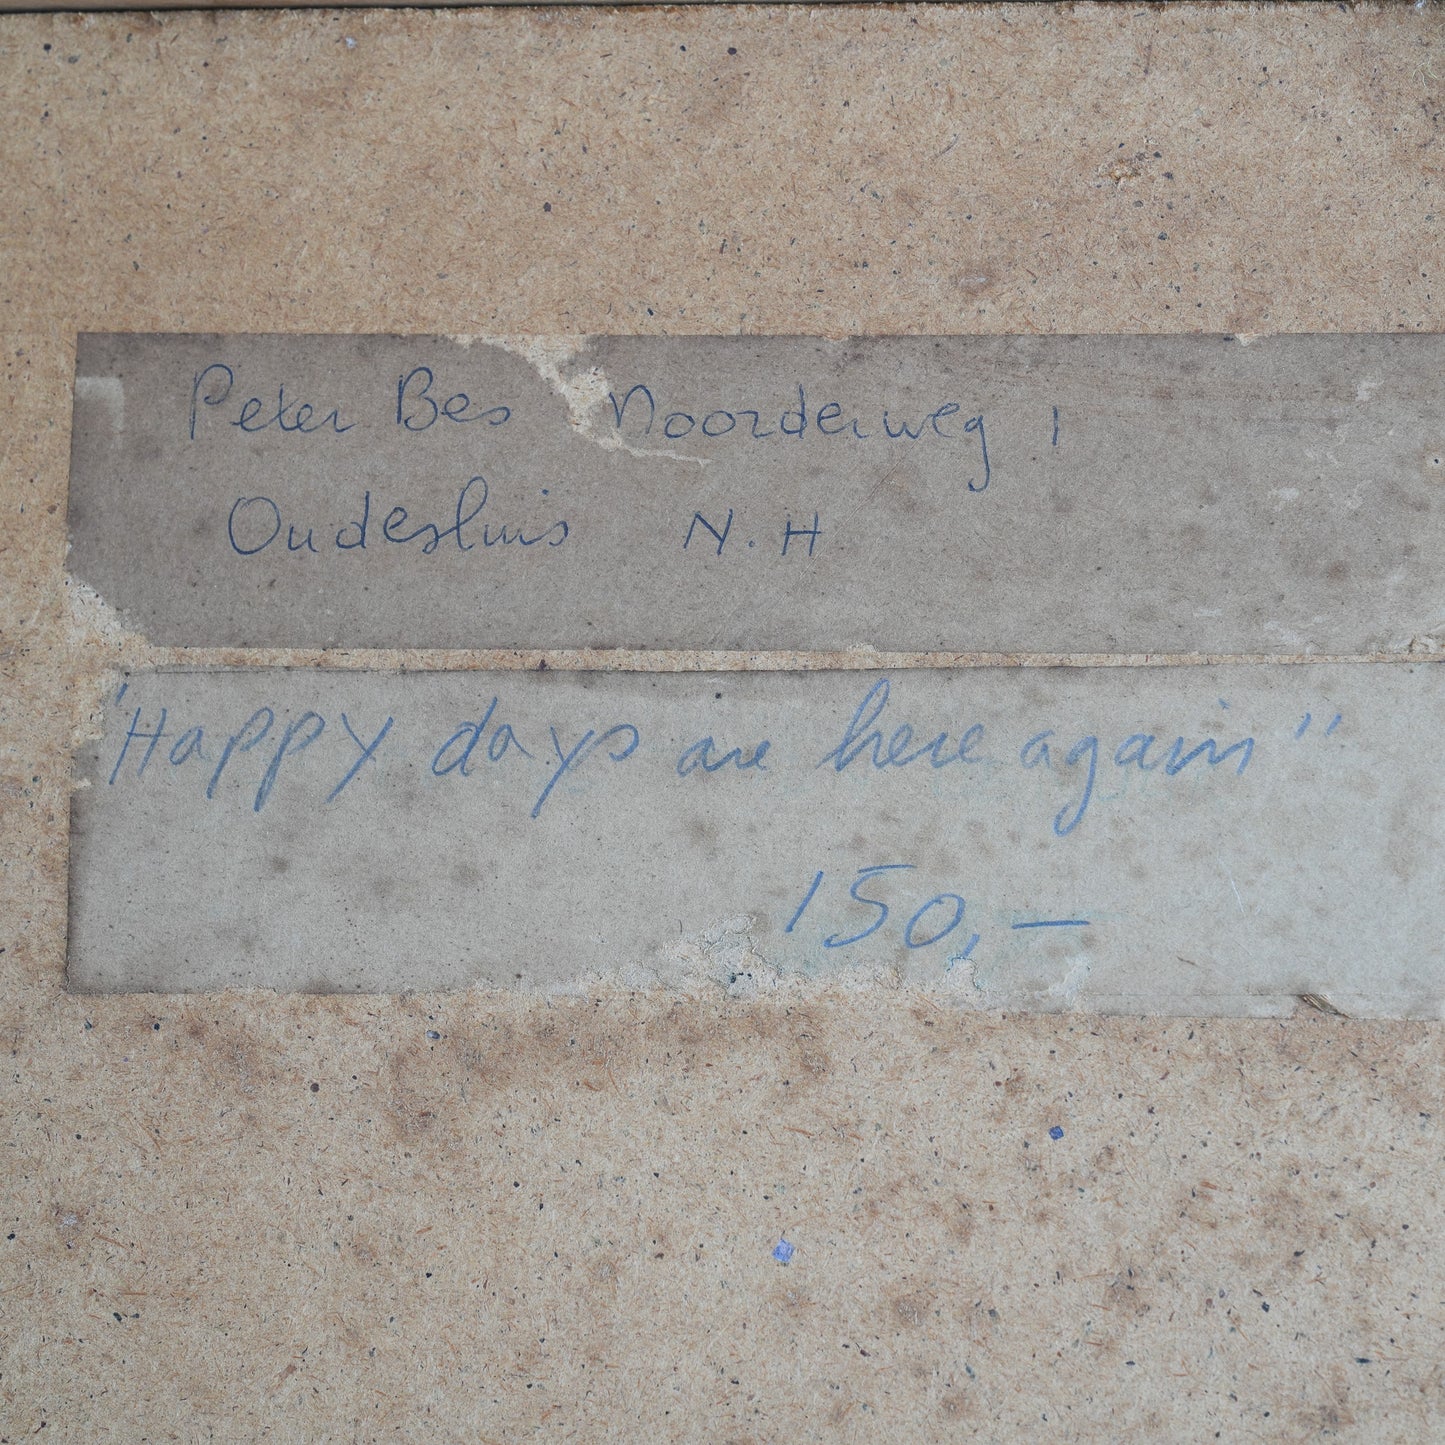 Peter Bes Noorderweg 1
Oudesluis N.H
"Happy days are here again"
150,—